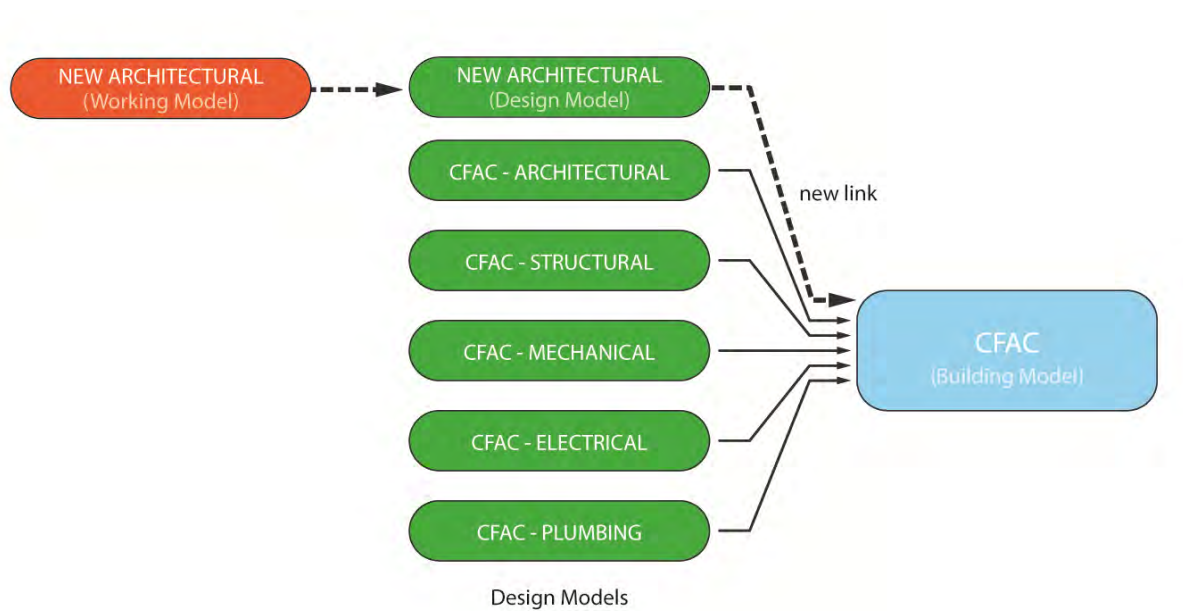 NEW ARCHITECTURAL
(Working Model)
NEW ARCHITECTURAL
(Design Model)
CFAC - ARCHITECTURAL
new link
CFAC - STRUCTURAL
CFAC - MECHANICAL
CFAC
(Building Model)
CFAC - ELECTRICAL
CFAC - PLUMBING
Design Models